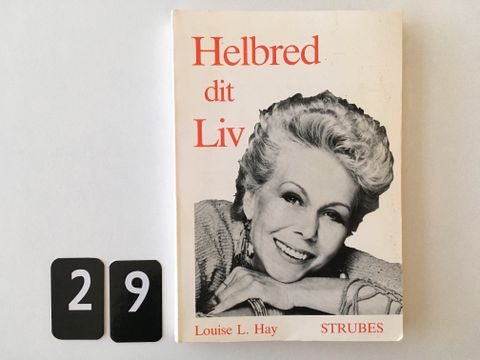 Helbred
dit
Liv
Louise L. Hay STRUBES
2 9